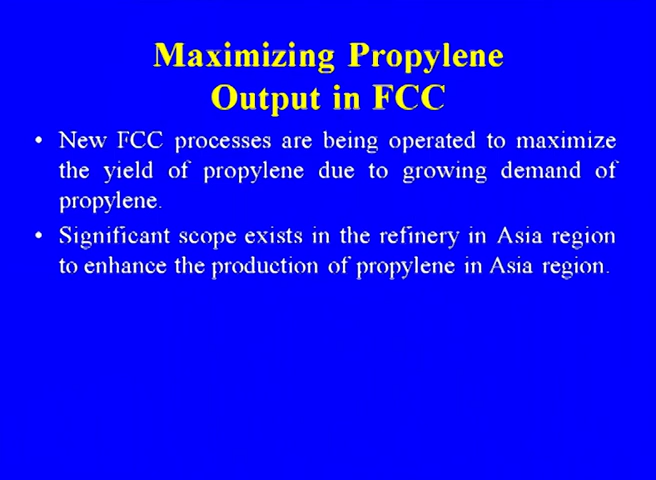 Maximizing Propylene
Output in FCC
• New FCC processes are being operated to maximize
the yield of propylene due to growing demand of
propylene.
• Significant scope exists in the refinery in Asia region
to enhance the production of propylene in Asia region.